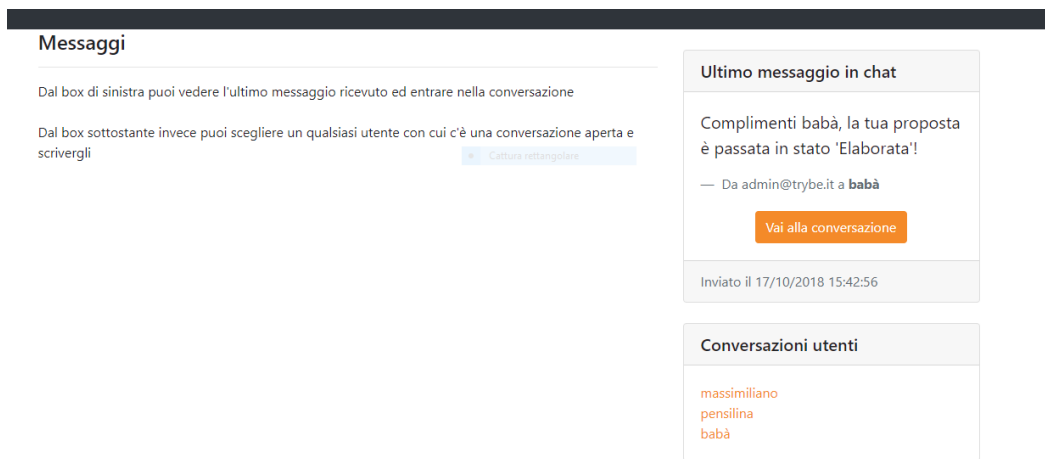 Messaggi
Dal box di sinistra puoi vedere l'ultimo messaggio ricevuto ed entrare nella conversazione
Dal box sottostante invece puoi scegliere un qualsiasi utente con cui c'è una conversazione aperta e
scrivergli
Cattura rettangolare
Ultimo messaggio in chat
Complimenti babà, la tua proposta
è passata in stato 'Elaborata'!
— Da admin@trybe.it a babà
Vai alla conversazione
Inviato il 17/10/2018 15:42:56
Conversazioni utenti
massimiliano
pensilina
babà